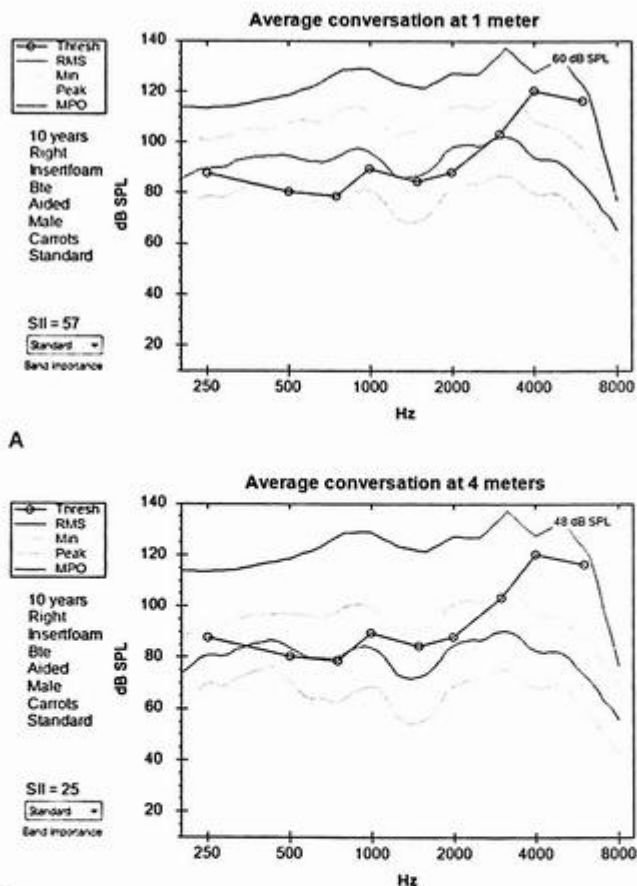 Average conversation at 1 meter
Thresh
RMS
Min
Peak
MPO
10 years
Right
Insertfoam
Bte
Aided
Male
Carrots
Standard
SII = 57
Standard
Band importance
dB SPL
140
120
100
80
60
40
20
60 dB SPL
250 500 1000 2000 4000 8000
Hz
A
Average conversation at 4 meters
Thresh
RMS
Min
Peak
MPO
10 years
Right
Insertfoam
Bte
Aided
Male
Carrots
Standard
SII = 25
Standard
Band importance
dB SPL
140
120
100
80
60
40
20
48 dB SPL
250 500 1000 2000 4000 8000
Hz